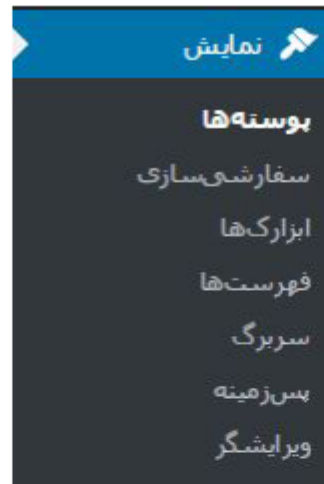 نمایش
پوسته‌ها
سفارشی‌سازی
ابزارک‌ها
فهرست‌ها
سربرگ
پس‌زمینه
ویرایشگر